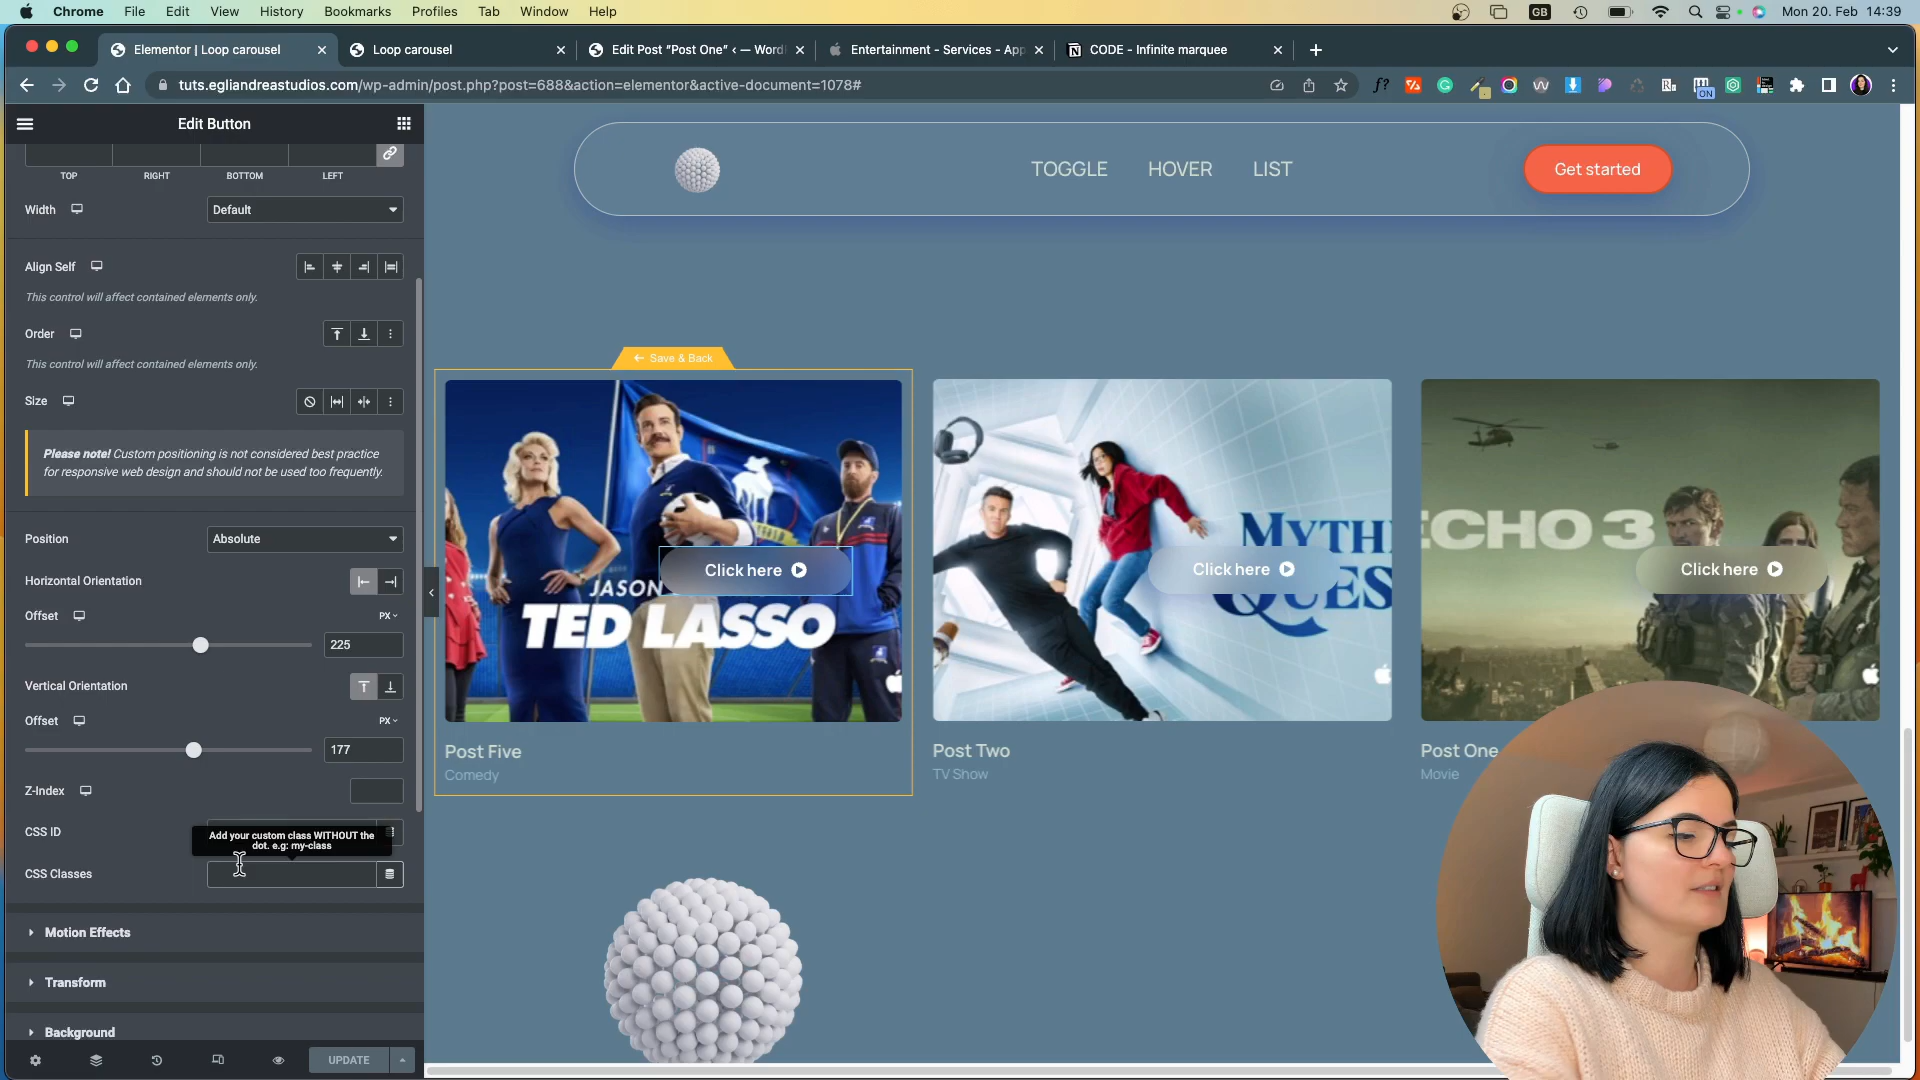 Chrome File Edit View History Bookmarks Profiles Tab Window Help
GB
Mon 20. Feb 14:39
Elementor | Loop carousel
Loop carousel
Edit Post "Post One" ‹ — Word
Entertainment - Services - App
CODE - Infinite marquee
tuts.egliandreastudios.com/wp-admin/post.php?post=688&action=elementor&active-document=1078#
f?
ON
Edit Button
TOP RIGHT BOTTOM LEFT
Width
Default
Align Self
This control will affect contained elements only.
Order
This control will affect contained elements only.
Size
Please note! Custom positioning is not considered best practice
for responsive web design and should not be used too frequently.
Position
Absolute
Horizontal Orientation
Offset
PX
225
Vertical Orientation
Offset
PX
177
Z-Index
CSS ID
Add your custom class WITHOUT the
dot. e.g: my-class
CSS Classes
Motion Effects
Transform
Background
UPDATE
TOGGLE HOVER LIST
Get started
Save & Back
Click here
JASON
TED LASSO
Post Five
Comedy
MYTH
QUES
Click here
Post Two
TV Show
ECHO 3
Click here
Post One
Movie